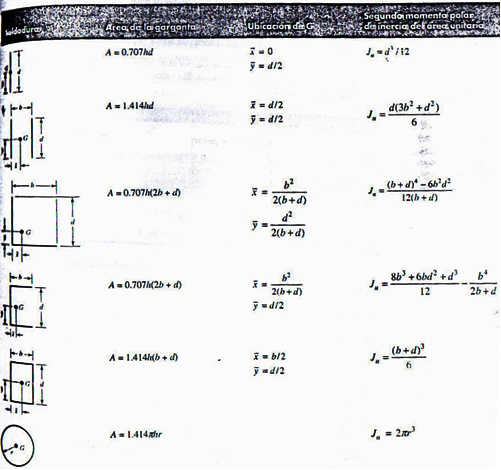 Segundo momento polar
Soldadura Área de la garganta Ubicación de G de inercia del área unitaria
A = 0.707hd x̄ = 0 J_u = d³/12
ȳ = d/2
d
b
A = 1.414hd x̄ = d/2 J_u = d(3b² + d²)/6
ȳ = d/2
G d
b
A = 0.707h(2b + d) x̄ = b²/2(b + d) J_u = (b + d)⁴ − 6b²d²/12(b + d)
ȳ = d²/2(b + d)
G d
b
A = 0.707h(2b + d) x̄ = b²/2(b + d) J_u = 8b³ + 6bd² + d³/12 − b⁴/2b + d
ȳ = d/2
G d
b
A = 1.414h(b + d) x̄ = b/2 J_u = (b + d)³/6
ȳ = d/2
G d
A = 1.414πhr J_u = 2πr³
r G